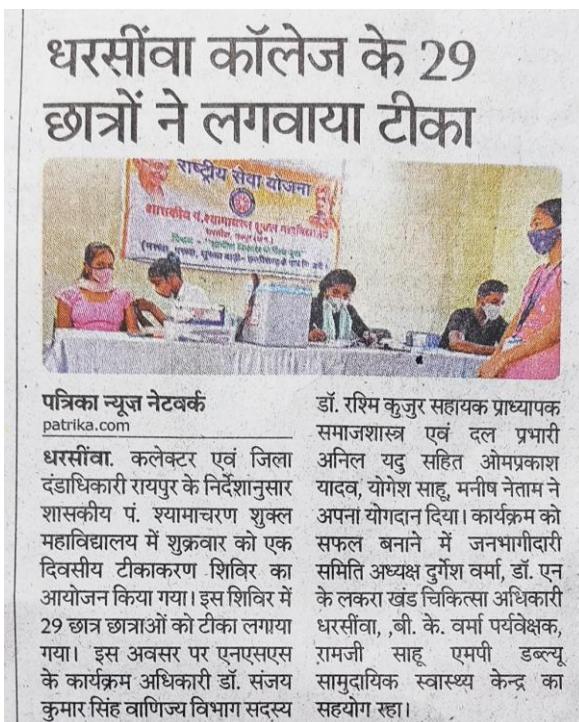 धरसींवा कॉलेज के 29
छात्रों ने लगवाया टीका
राष्ट्रीय सेवा योजना
शासकीय पं. श्यामाचरण शुक्ल महाविद्यालय
पत्रिका न्यूज़ नेटवर्क
patrika.com
धरसींवा. कलेक्टर एवं जिला
दंडाधिकारी रायपुर के निर्देशानुसार
शासकीय पं. श्यामाचरण शुक्ल
महाविद्यालय में शुक्रवार को एक
दिवसीय टीकाकरण शिविर का
आयोजन किया गया। इस शिविर में
29 छात्र छात्राओं को टीका लगाया
गया। इस अवसर पर एनएसएस
के कार्यक्रम अधिकारी डॉ. संजय
कुमार सिंह वाणिज्य विभाग सदस्य
डॉ. रश्मि कुजुर सहायक प्राध्यापक
समाजशास्त्र एवं दल प्रभारी
अनिल यदु सहित ओमप्रकाश
यादव, योगेश साहू, मनीष नेताम ने
अपना योगदान दिया। कार्यक्रम को
सफल बनाने में जनभागीदारी
समिति अध्यक्ष दुर्गेश वर्मा, डॉ. एन
के लकरा खंड चिकित्सा अधिकारी
धरसींवा, ,बी. के. वर्मा पर्यवेक्षक,
रामजी साहू एमपी डब्ल्यू
सामुदायिक स्वास्थ्य केन्द्र का
सहयोग रहा।